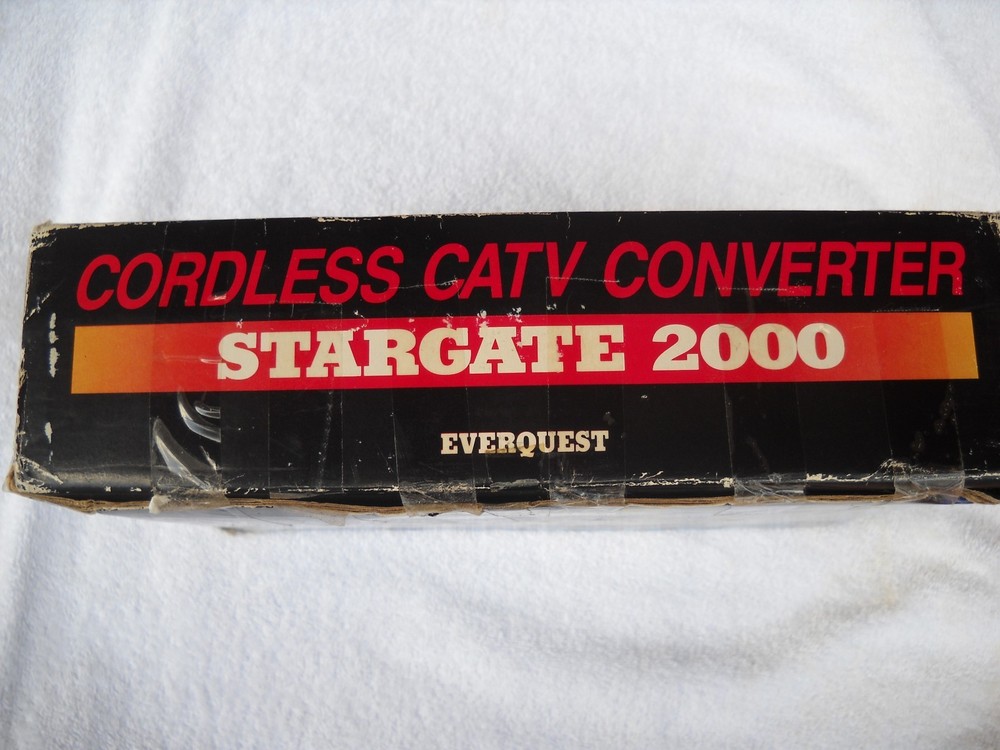 CORDLESS CATV CONVERTER
STARGATE 2000
EVERQUEST